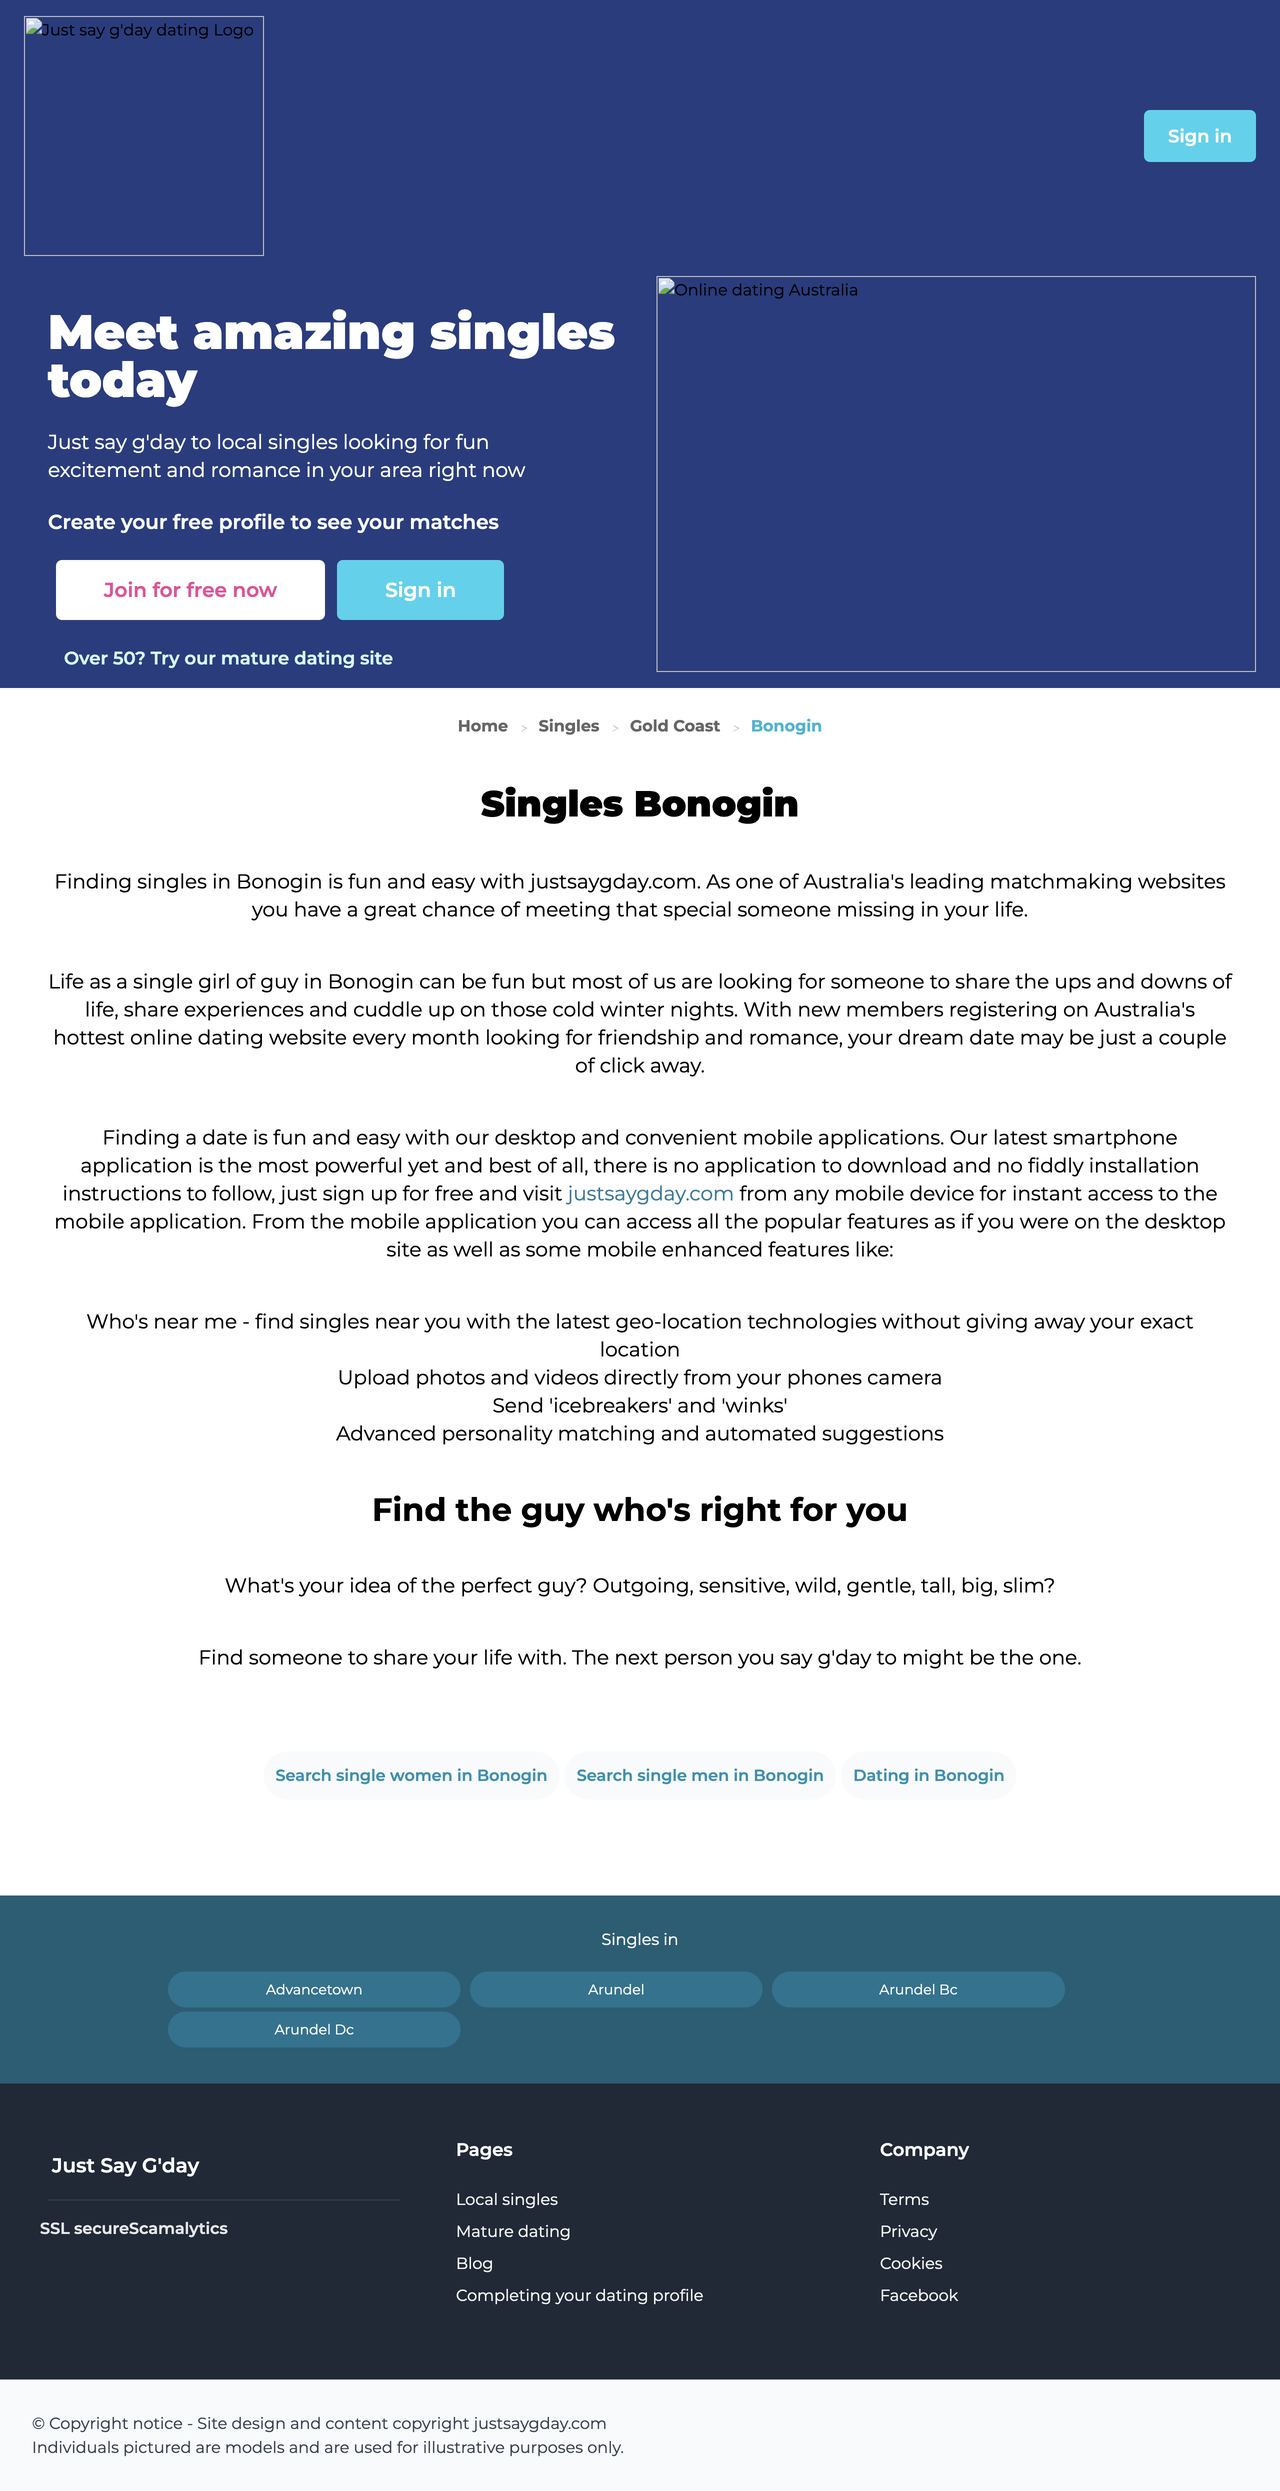 Just say g'day dating Logo
Sign in
Online dating Australia
Meet amazing singles
today
Just say g'day to local singles looking for fun
excitement and romance in your area right now
Create your free profile to see your matches
Join for free now
Sign in
Over 50? Try our mature dating site
Home > Singles > Gold Coast > Bonogin
Singles Bonogin
Finding singles in Bonogin is fun and easy with justsaygday.com. As one of Australia's leading matchmaking websites
you have a great chance of meeting that special someone missing in your life.
Life as a single girl of guy in Bonogin can be fun but most of us are looking for someone to share the ups and downs of
life, share experiences and cuddle up on those cold winter nights. With new members registering on Australia's
hottest online dating website every month looking for friendship and romance, your dream date may be just a couple
of click away.
Finding a date is fun and easy with our desktop and convenient mobile applications. Our latest smartphone
application is the most powerful yet and best of all, there is no application to download and no fiddly installation
instructions to follow, just sign up for free and visit justsaygday.com from any mobile device for instant access to the
mobile application. From the mobile application you can access all the popular features as if you were on the desktop
site as well as some mobile enhanced features like:
Who's near me - find singles near you with the latest geo-location technologies without giving away your exact
location
Upload photos and videos directly from your phones camera
Send 'icebreakers' and 'winks'
Advanced personality matching and automated suggestions
Find the guy who's right for you
What's your idea of the perfect guy? Outgoing, sensitive, wild, gentle, tall, big, slim?
Find someone to share your life with. The next person you say g'day to might be the one.
Search single women in Bonogin
Search single men in Bonogin
Dating in Bonogin
Singles in
Advancetown
Arundel
Arundel Bc
Arundel Dc
Just Say G'day
SSL secureScamalytics
Pages
Local singles
Mature dating
Blog
Completing your dating profile
Company
Terms
Privacy
Cookies
Facebook
© Copyright notice - Site design and content copyright justsaygday.com
Individuals pictured are models and are used for illustrative purposes only.